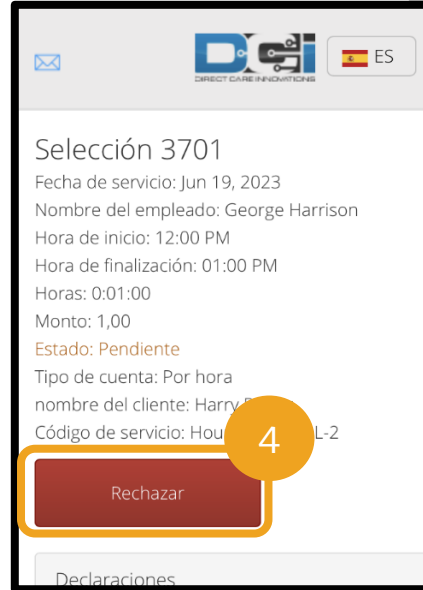 DCI
DIRECT CARE INNOVATIONS
ES
Selección 3701
Fecha de servicio: Jun 19, 2023
Nombre del empleado: George Harrison
Hora de inicio: 12:00 PM
Hora de finalización: 01:00 PM
Horas: 0:01:00
Monto: 1,00
Estado: Pendiente
Tipo de cuenta: Por hora
nombre del cliente: Harry
Código de servicio: Hou L-2
4
Rechazar
Declaraciones